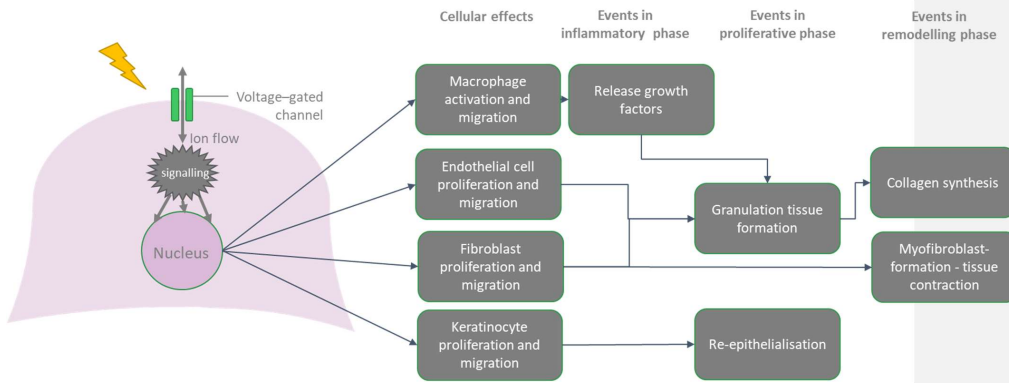 Cellular effects
Events in
inflammatory phase
Events in
proliferative phase
Events in
remodelling phase
Voltage–gated
channel
Ion flow
signalling
Nucleus
Macrophage
activation and
migration
Release growth
factors
Endothelial cell
proliferation and
migration
Granulation tissue
formation
Collagen synthesis
Fibroblast
proliferation and
migration
Myofibroblast-
formation - tissue
contraction
Keratinocyte
proliferation and
migration
Re-epithelialisation